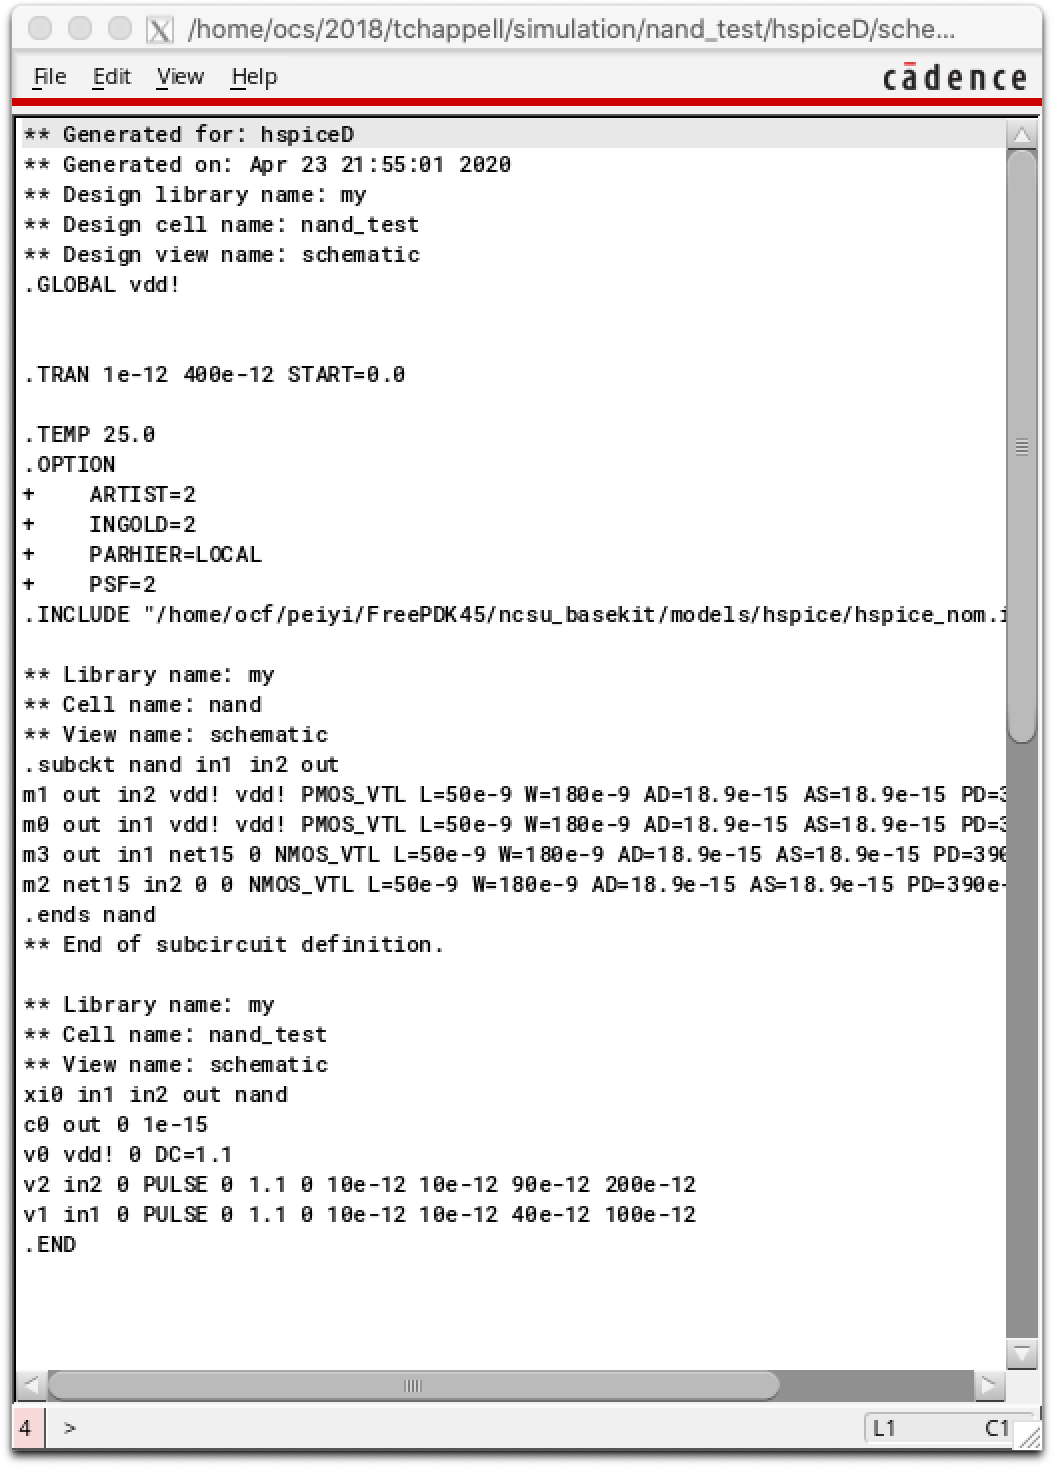 /home/ocs/2018/tchappell/simulation/nand_test/hspiceD/sche...
File Edit View Help cādence
** Generated for: hspiceD
** Generated on: Apr 23 21:55:01 2020
** Design library name: my
** Design cell name: nand_test
** Design view name: schematic
.GLOBAL vdd!
.TRAN 1e-12 400e-12 START=0.0
.TEMP 25.0
.OPTION
+    ARTIST=2
+    INGOLD=2
+    PARHIER=LOCAL
+    PSF=2
.INCLUDE "/home/ocf/peiyi/FreePDK45/ncsu_basekit/models/hspice/hspice_nom.i
** Library name: my
** Cell name: nand
** View name: schematic
.subckt nand in1 in2 out
m1 out in2 vdd! vdd! PMOS_VTL L=50e-9 W=180e-9 AD=18.9e-15 AS=18.9e-15 PD=3
m0 out in1 vdd! vdd! PMOS_VTL L=50e-9 W=180e-9 AD=18.9e-15 AS=18.9e-15 PD=3
m3 out in1 net15 0 NMOS_VTL L=50e-9 W=180e-9 AD=18.9e-15 AS=18.9e-15 PD=390
m2 net15 in2 0 0 NMOS_VTL L=50e-9 W=180e-9 AD=18.9e-15 AS=18.9e-15 PD=390e-
.ends nand
** End of subcircuit definition.
** Library name: my
** Cell name: nand_test
** View name: schematic
xi0 in1 in2 out nand
c0 out 0 1e-15
v0 vdd! 0 DC=1.1
v2 in2 0 PULSE 0 1.1 0 10e-12 10e-12 90e-12 200e-12
v1 in1 0 PULSE 0 1.1 0 10e-12 10e-12 40e-12 100e-12
.END
4 > L1 C1